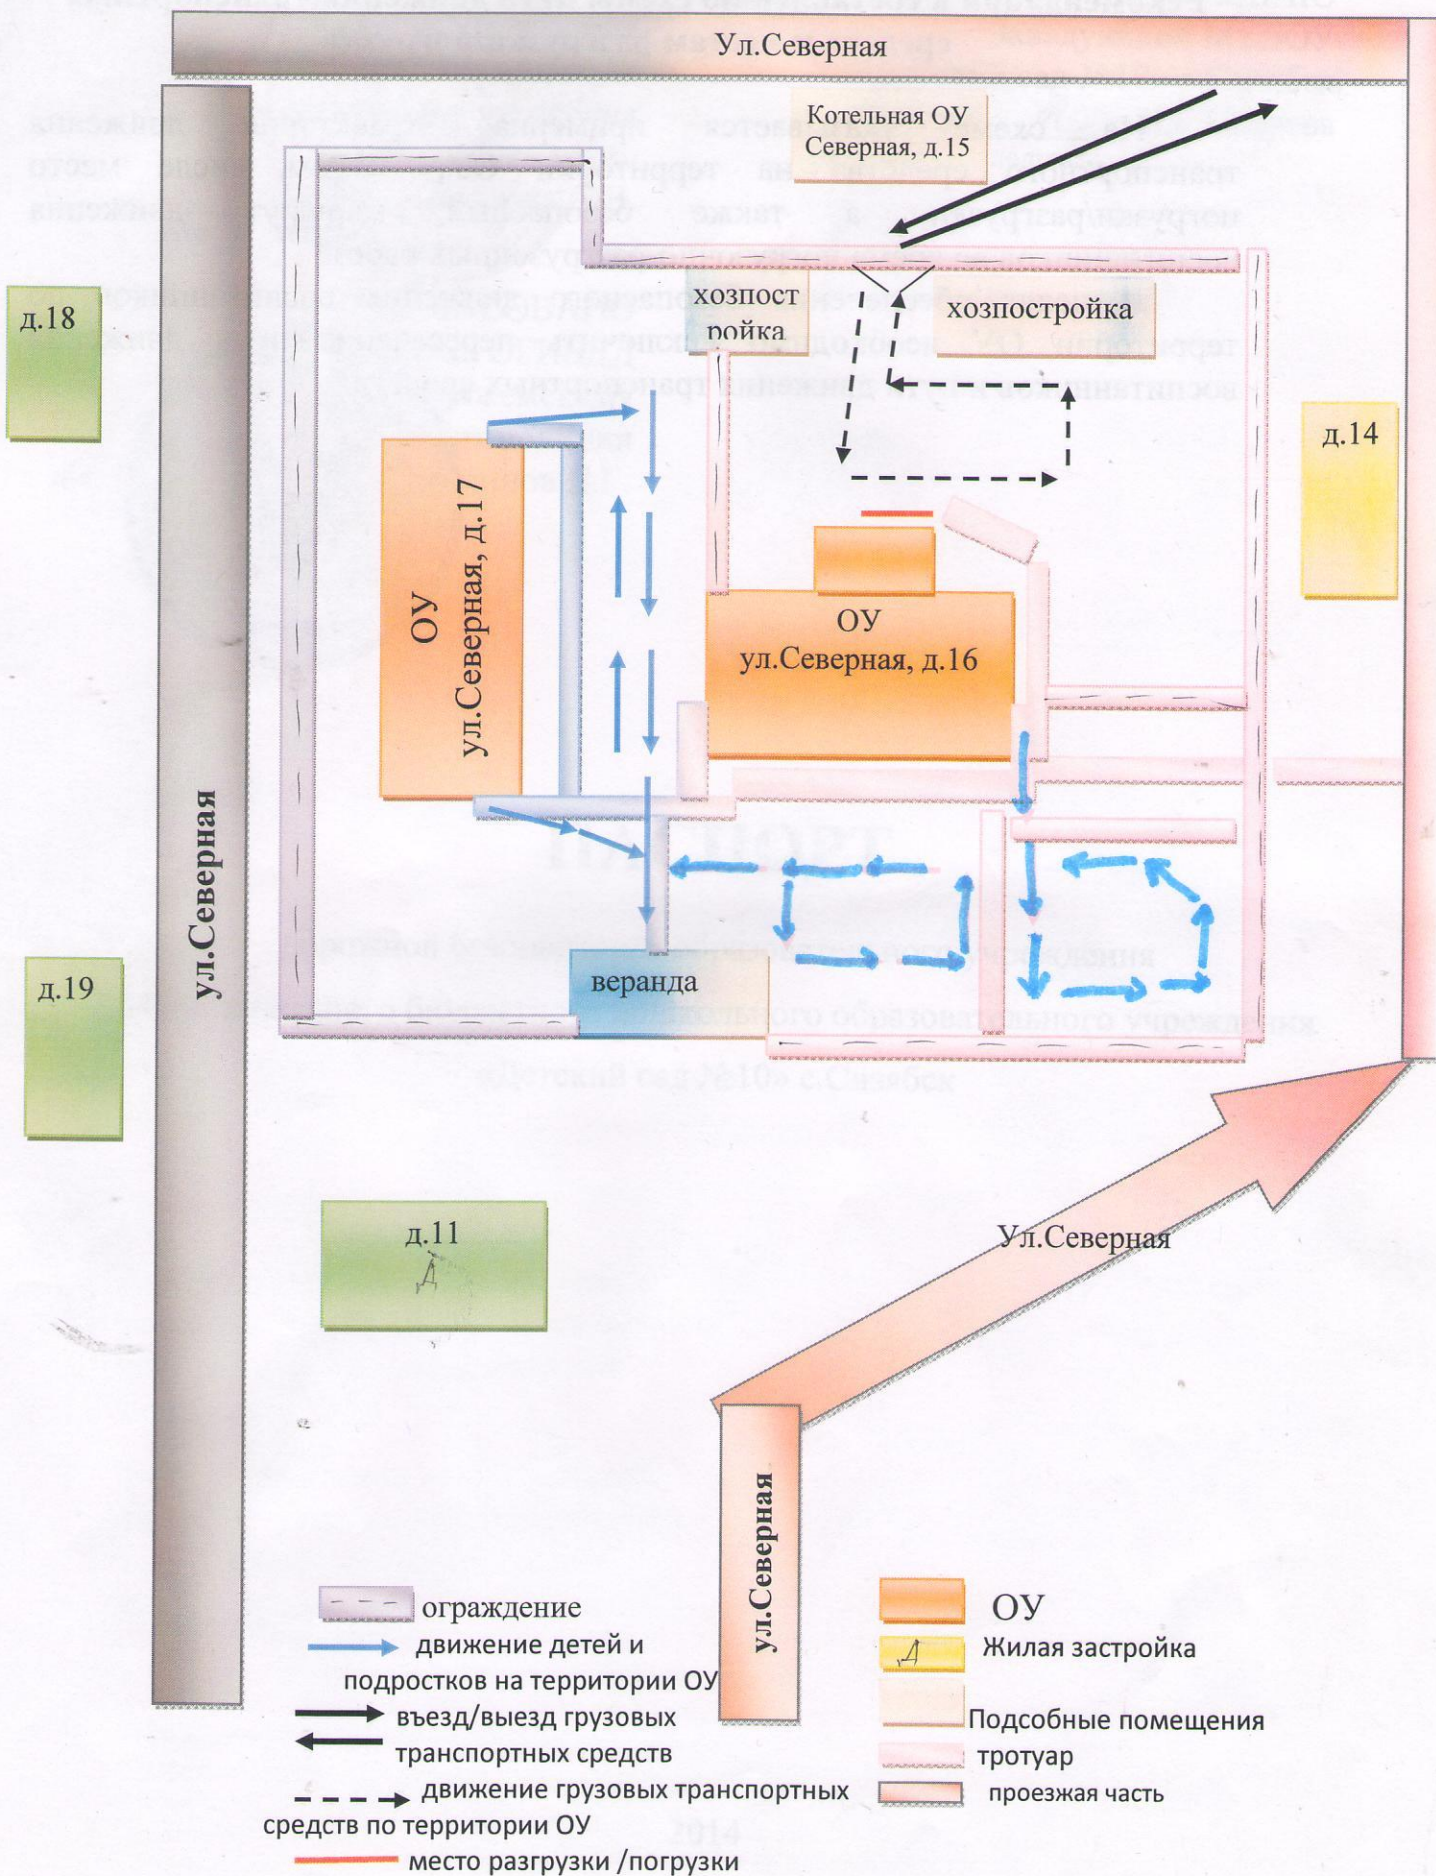 Ул.Северная
Котельная ОУ
Северная, д.15
хозпост
ройка
хозпостройка
д.18
д.14
ОУ
ул.Северная, д.17
ОУ
ул.Северная, д.16
ул.Северная
д.19
веранда
д.11
Д
Ул.Северная
ул.Северная
ограждение
движение детей и
подростков на территории ОУ
въезд/выезд грузовых
транспортных средств
движение грузовых транспортных
средств по территории ОУ
место разгрузки /погрузки
ОУ
Д
Жилая застройка
Подсобные помещения
тротуар
проезжая часть